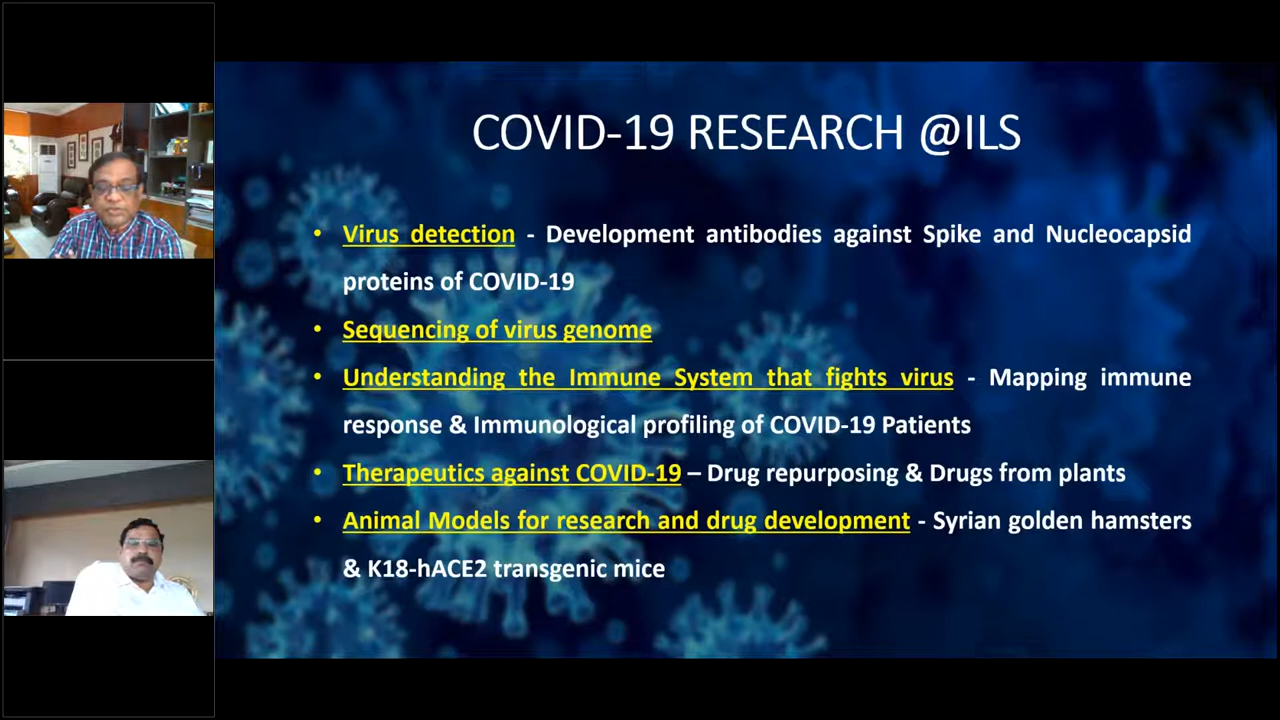 COVID-19 RESEARCH @ILS
• Virus detection - Development antibodies against Spike and Nucleocapsid
proteins of COVID-19
• Sequencing of virus genome
• Understanding the Immune System that fights virus - Mapping immune
response & Immunological profiling of COVID-19 Patients
• Therapeutics against COVID-19 – Drug repurposing & Drugs from plants
• Animal Models for research and drug development - Syrian golden hamsters
& K18-hACE2 transgenic mice